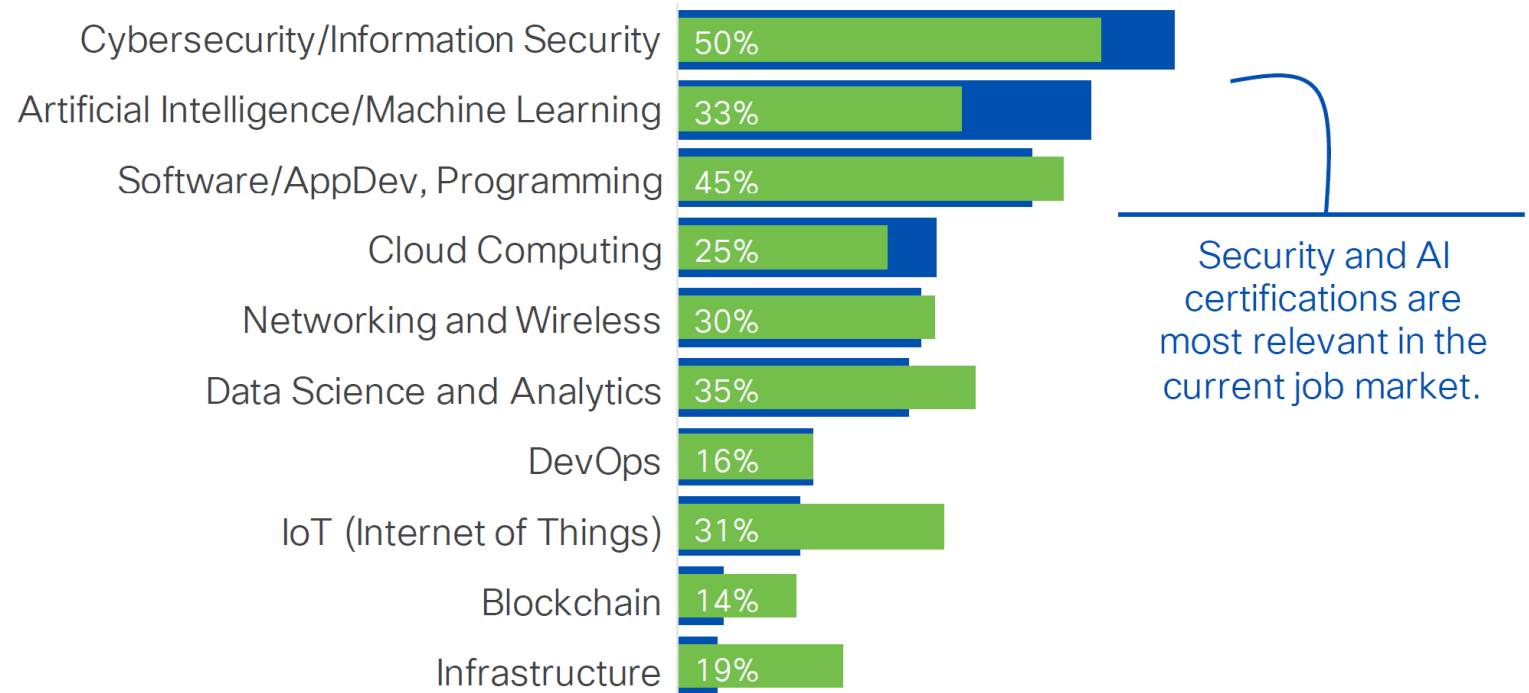 Cybersecurity/Information Security 50%
Artificial Intelligence/Machine Learning 33%
Software/AppDev, Programming 45%
Cloud Computing 25%
Networking and Wireless 30%
Data Science and Analytics 35%
DevOps 16%
IoT (Internet of Things) 31%
Blockchain 14%
Infrastructure 19%
Security and AI
certifications are
most relevant in the
current job market.